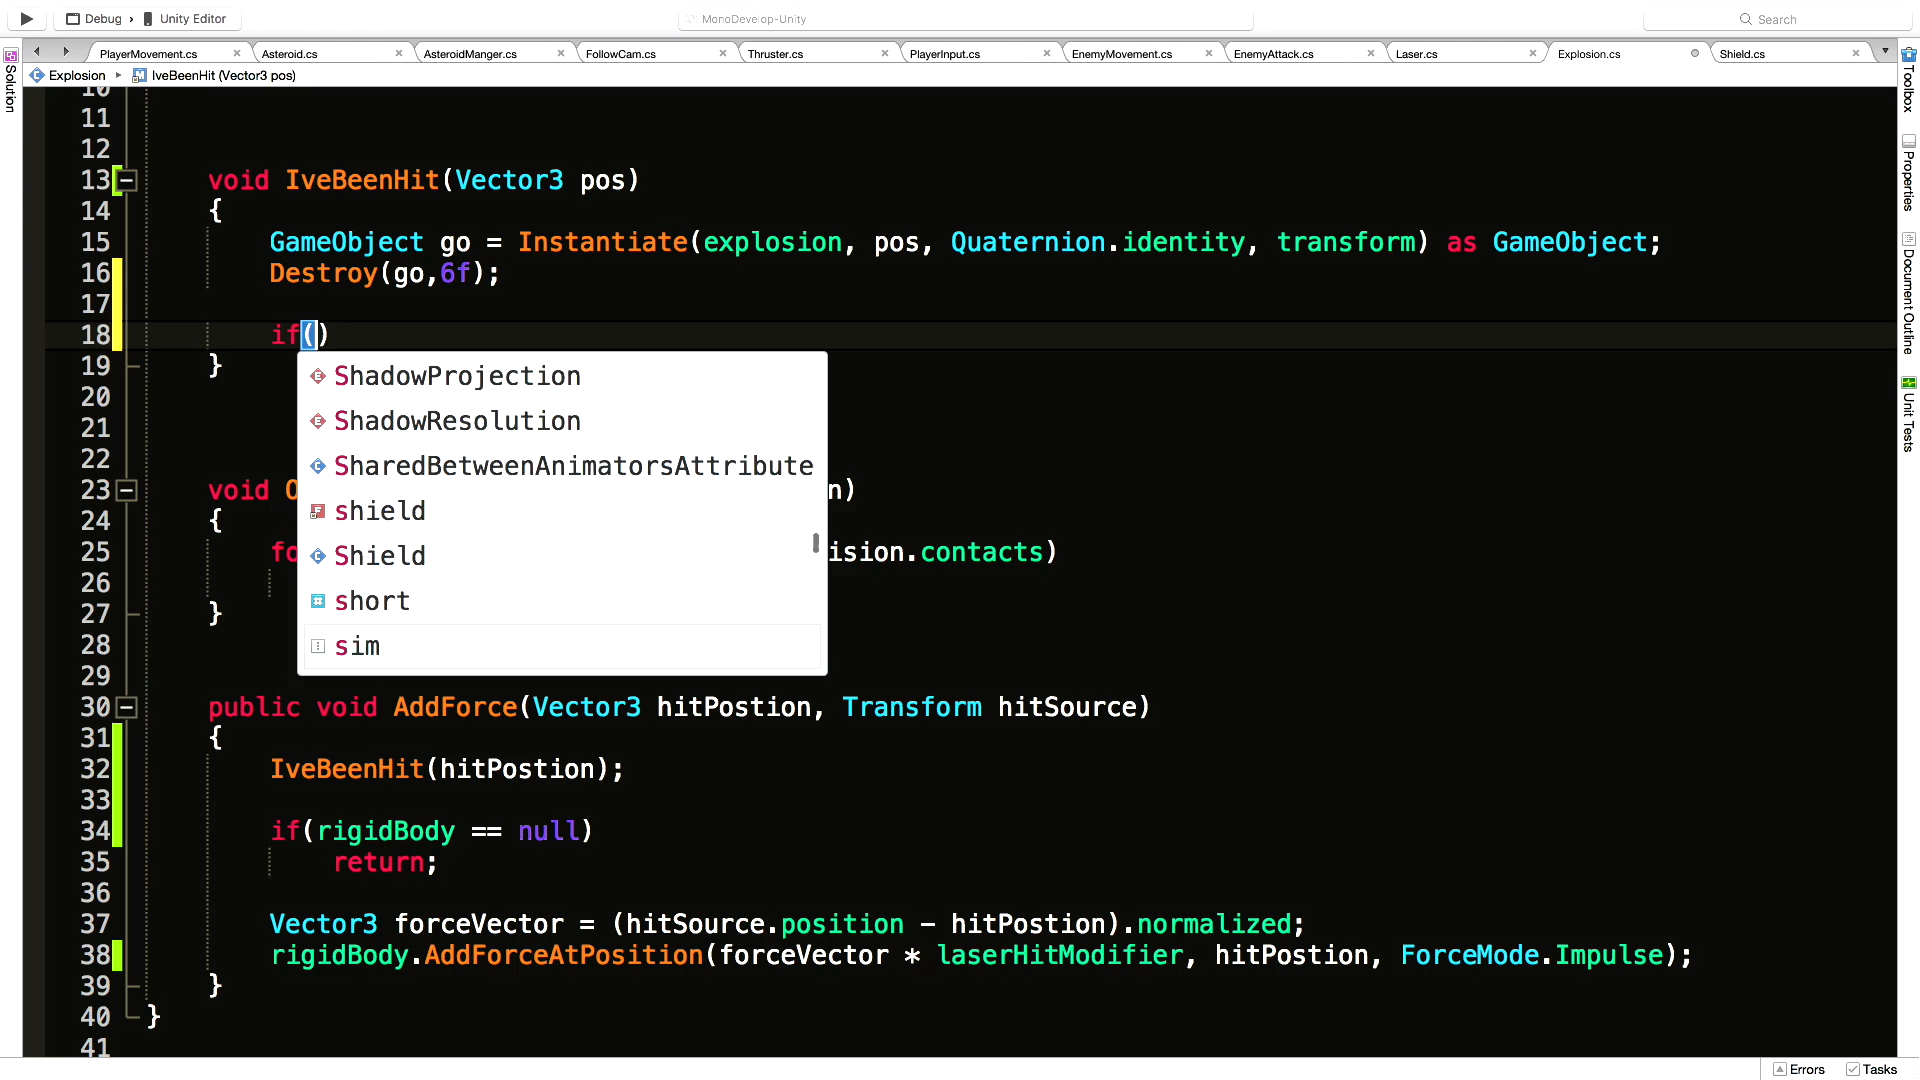 Debug › Unity Editor
MonoDevelop-Unity
Search
PlayerMovement.cs
Asteroid.cs
AsteroidManger.cs
FollowCam.cs
Thruster.cs
PlayerInput.cs
EnemyMovement.cs
EnemyAttack.cs
Laser.cs
Explosion.cs
Shield.cs
Explosion ▸ IveBeenHit (Vector3 pos)
Solution
Toolbox
Properties
Document Outline
Unit Tests
10
11
12
13 void IveBeenHit(Vector3 pos)
14 {
15 GameObject go = Instantiate(explosion, pos, Quaternion.identity, transform) as GameObject;
16 Destroy(go,6f);
17
18 if()
19 }
20
21
22
23 void O n)
24 {
25 fo ision.contacts)
26
27 }
28
29
ShadowProjection
ShadowResolution
SharedBetweenAnimatorsAttribute
shield
Shield
short
sim
30 public void AddForce(Vector3 hitPostion, Transform hitSource)
31 {
32 IveBeenHit(hitPostion);
33
34 if(rigidBody == null)
35 return;
36
37 Vector3 forceVector = (hitSource.position - hitPostion).normalized;
38 rigidBody.AddForceAtPosition(forceVector * laserHitModifier, hitPostion, ForceMode.Impulse);
39 }
40 }
41
Errors
Tasks